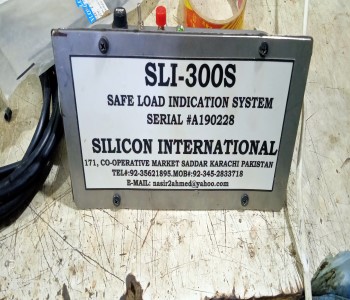 SLI-300S
SAFE LOAD INDICATION SYSTEM
SERIAL #A190228
SILICON INTERNATIONAL
171, CO-OPERATIVE MARKET SADDAR KARACHI PAKISTAN
TEL#:92-35621895.MOB#:92-345-2833718
E-MAIL: nasir2ahmed@yahoo.com